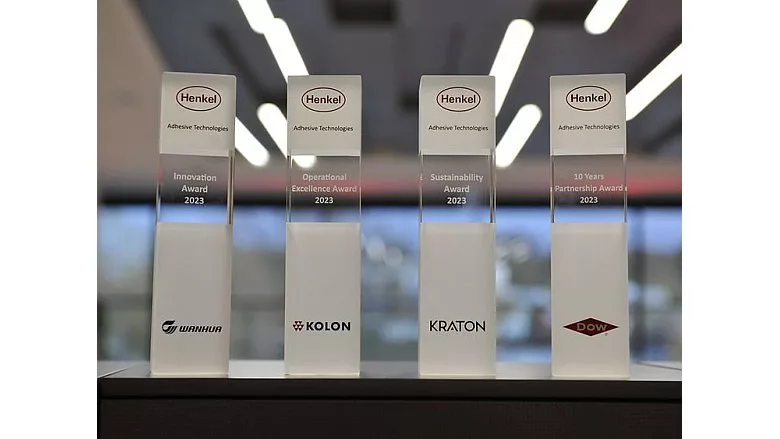 Henkel
Adhesive Technologies
Innovation
Award
2023
WANHUA
Henkel
Adhesive Technologies
Operational
Excellence Award
2023
KOLON
Henkel
Adhesive Technologies
Sustainability
Award
2023
KRATON
Henkel
Adhesive Technologies
10 Years
Partnership Award
2023
DOW